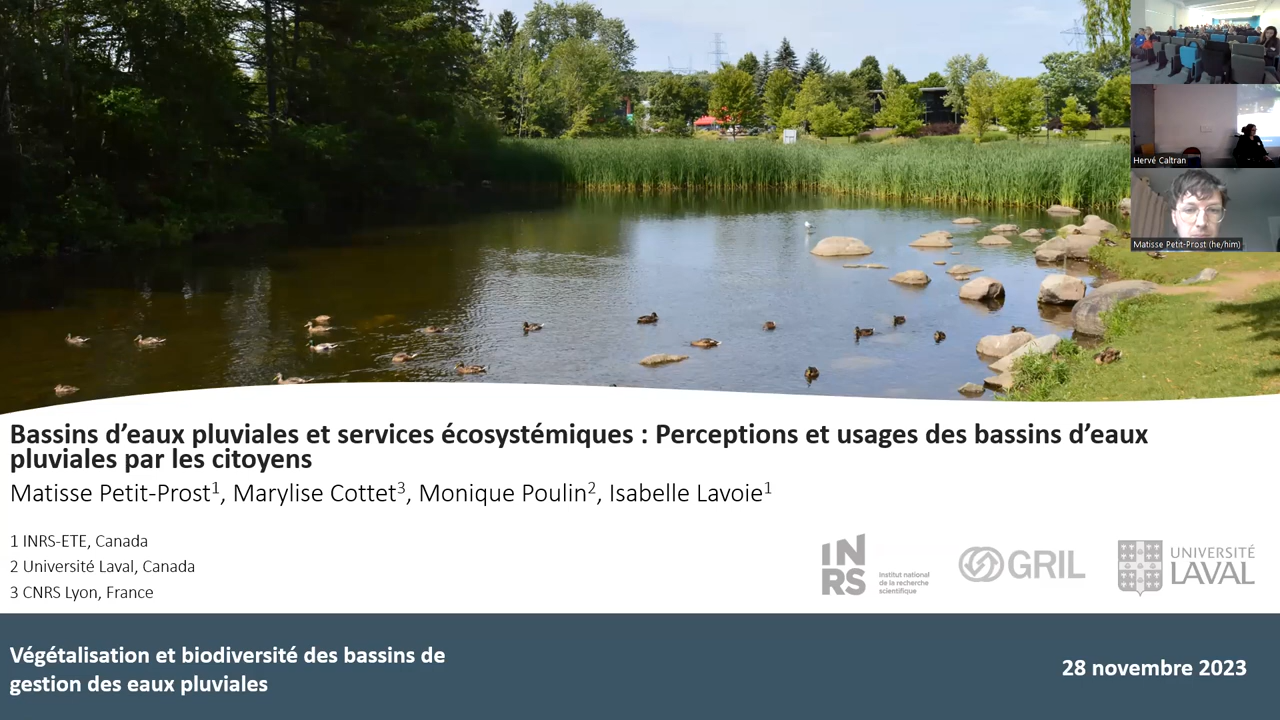 Hervé Caltran
Matisse Petit-Prost (he/him)
Bassins d’eaux pluviales et services écosystémiques : Perceptions et usages des bassins d’eaux
pluviales par les citoyens
Matisse Petit-Prost1, Marylise Cottet3, Monique Poulin2, Isabelle Lavoie1
1 INRS-ETE, Canada
2 Université Laval, Canada
3 CNRS Lyon, France
INRS
Institut national
de la recherche
scientifique
GRIL
UNIVERSITÉ
LAVAL
Végétalisation et biodiversité des bassins de
gestion des eaux pluviales
28 novembre 2023